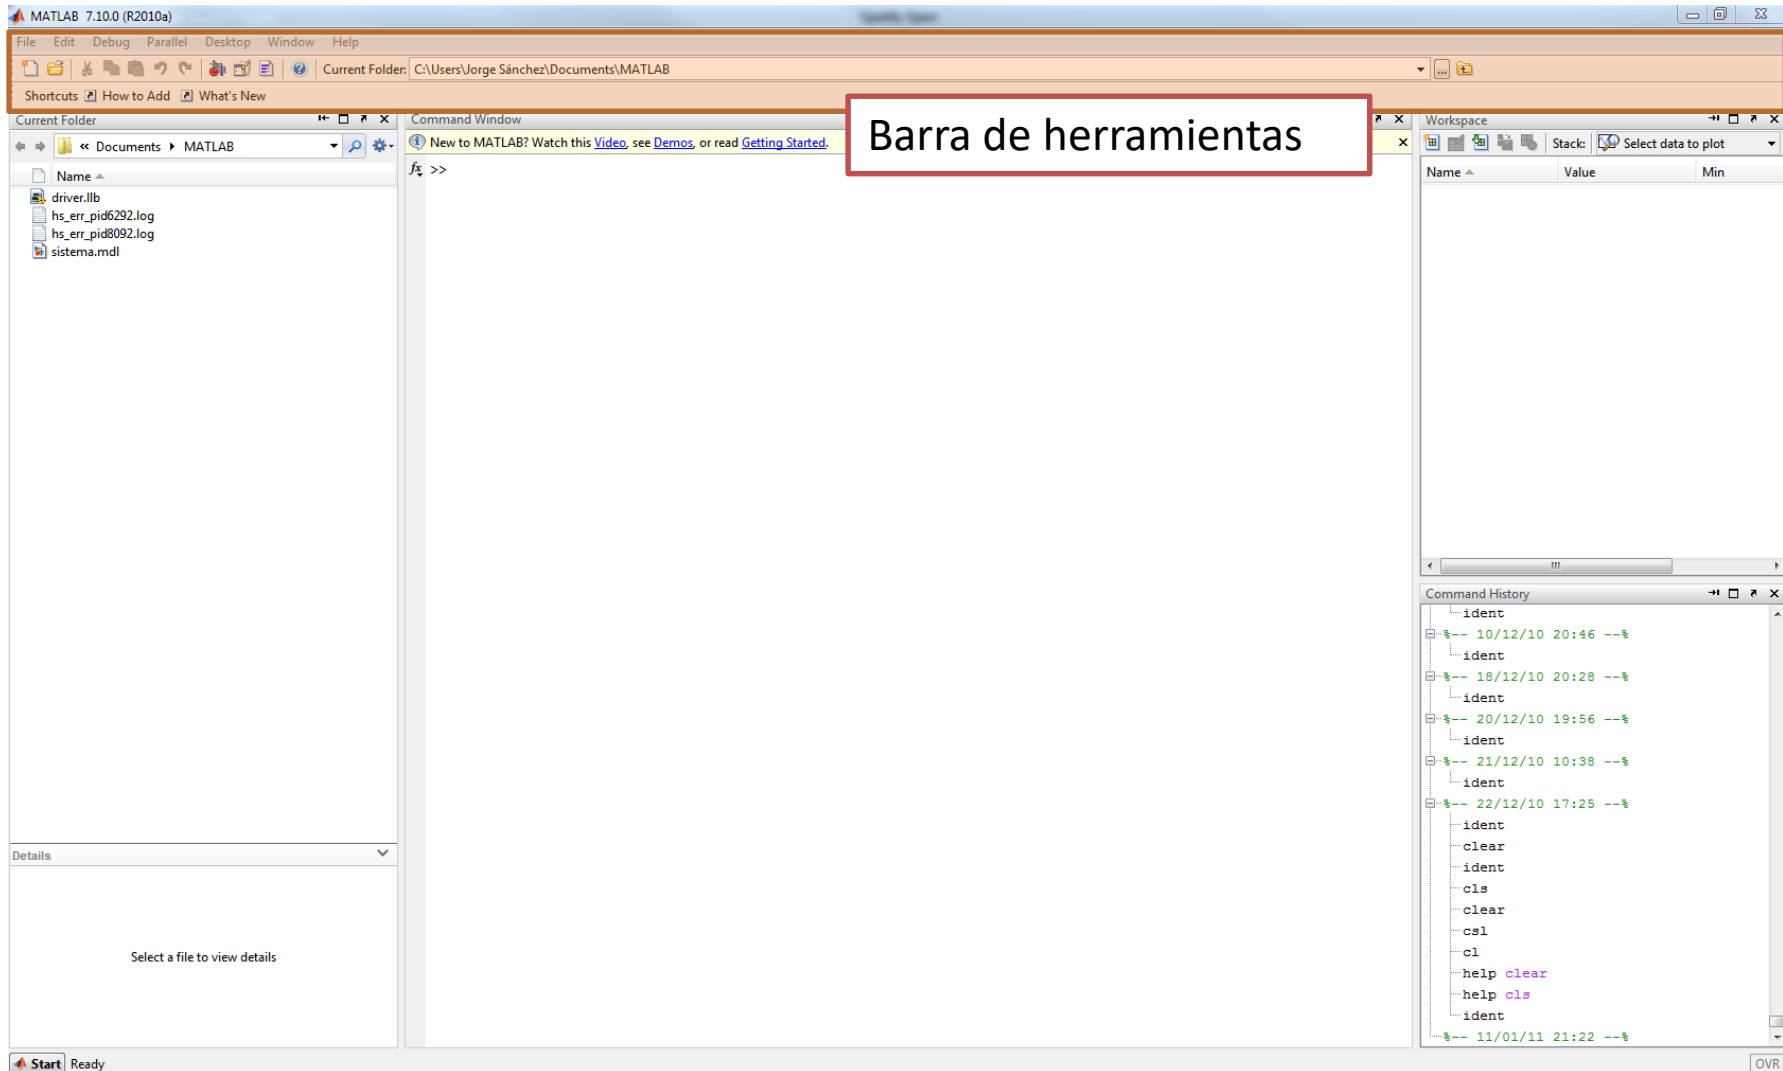 MATLAB 7.10.0 (R2010a)
File Edit Debug Parallel Desktop Window Help
Current Folder: C:\Users\Jorge Sánchez\Documents\MATLAB
Shortcuts How to Add What's New
Barra de herramientas
Current Folder
« Documents MATLAB
Name
driver.llb
hs_err_pid6292.log
hs_err_pid8092.log
sistema.mdl
Details
Select a file to view details
Command Window
New to MATLAB? Watch this Video, see Demos, or read Getting Started.
fx >>
Workspace
Stack: Select data to plot
Name Value Min
Command History
ident
%-- 10/12/10 20:46 --%
ident
%-- 18/12/10 20:28 --%
ident
%-- 20/12/10 19:56 --%
ident
%-- 21/12/10 10:38 --%
ident
%-- 22/12/10 17:25 --%
ident
clear
ident
cls
clear
csl
cl
help clear
help cls
ident
%-- 11/01/11 21:22 --%
Start Ready
OVR